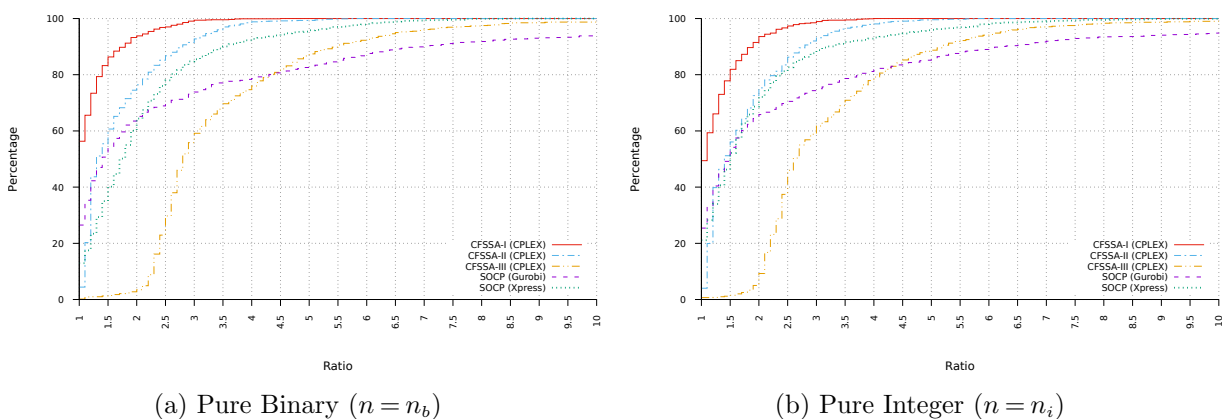 100
80
60
40
20
0
Percentage
CFSSA-I (CPLEX)
CFSSA-II (CPLEX)
CFSSA-III (CPLEX)
SOCP (Gurobi)
SOCP (Xpress)
1 1.5 2 2.5 3 3.5 4 4.5 5 5.5 6 6.5 7 7.5 8 8.5 9 9.5 10
Ratio
(a) Pure Binary (n = n_b)
100
80
60
40
20
0
Percentage
CFSSA-I (CPLEX)
CFSSA-II (CPLEX)
CFSSA-III (CPLEX)
SOCP (Gurobi)
SOCP (Xpress)
1 1.5 2 2.5 3 3.5 4 4.5 5 5.5 6 6.5 7 7.5 8 8.5 9 9.5 10
Ratio
(b) Pure Integer (n = n_i)